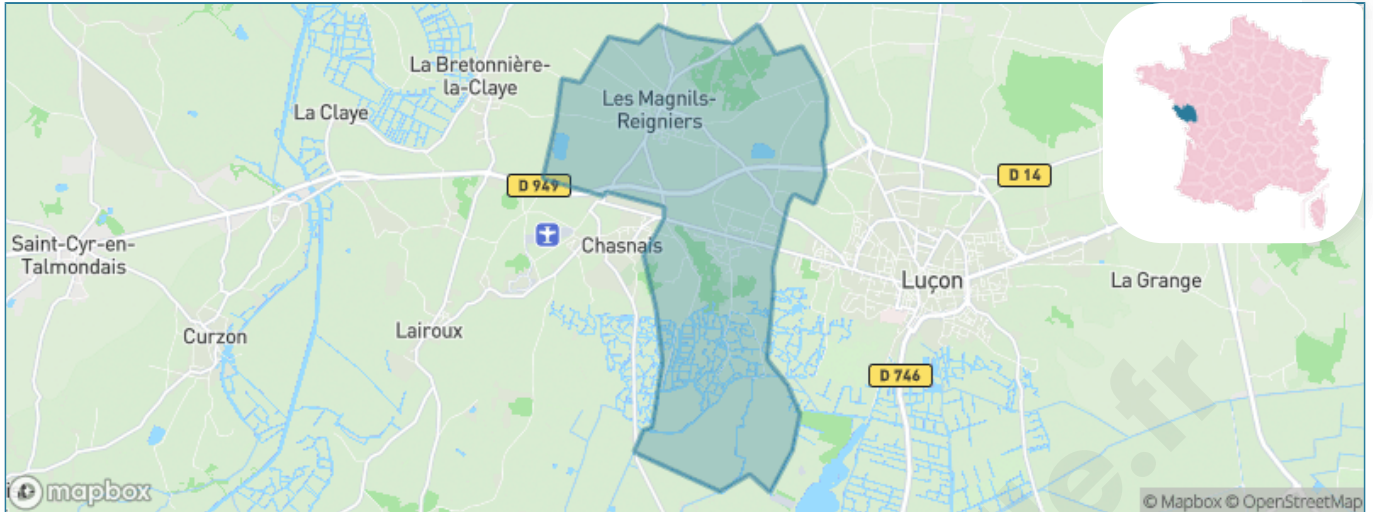 La Bretonnière-
la-Claye
Les Magnils-
Reigniers
La Claye
D 949
D 14
Saint-Cyr-en-
Talmondais
Chasnais
Luçon
La Grange
Lairoux
Curzon
D 746
e.fr
mapbox
© Mapbox © OpenStreetMap